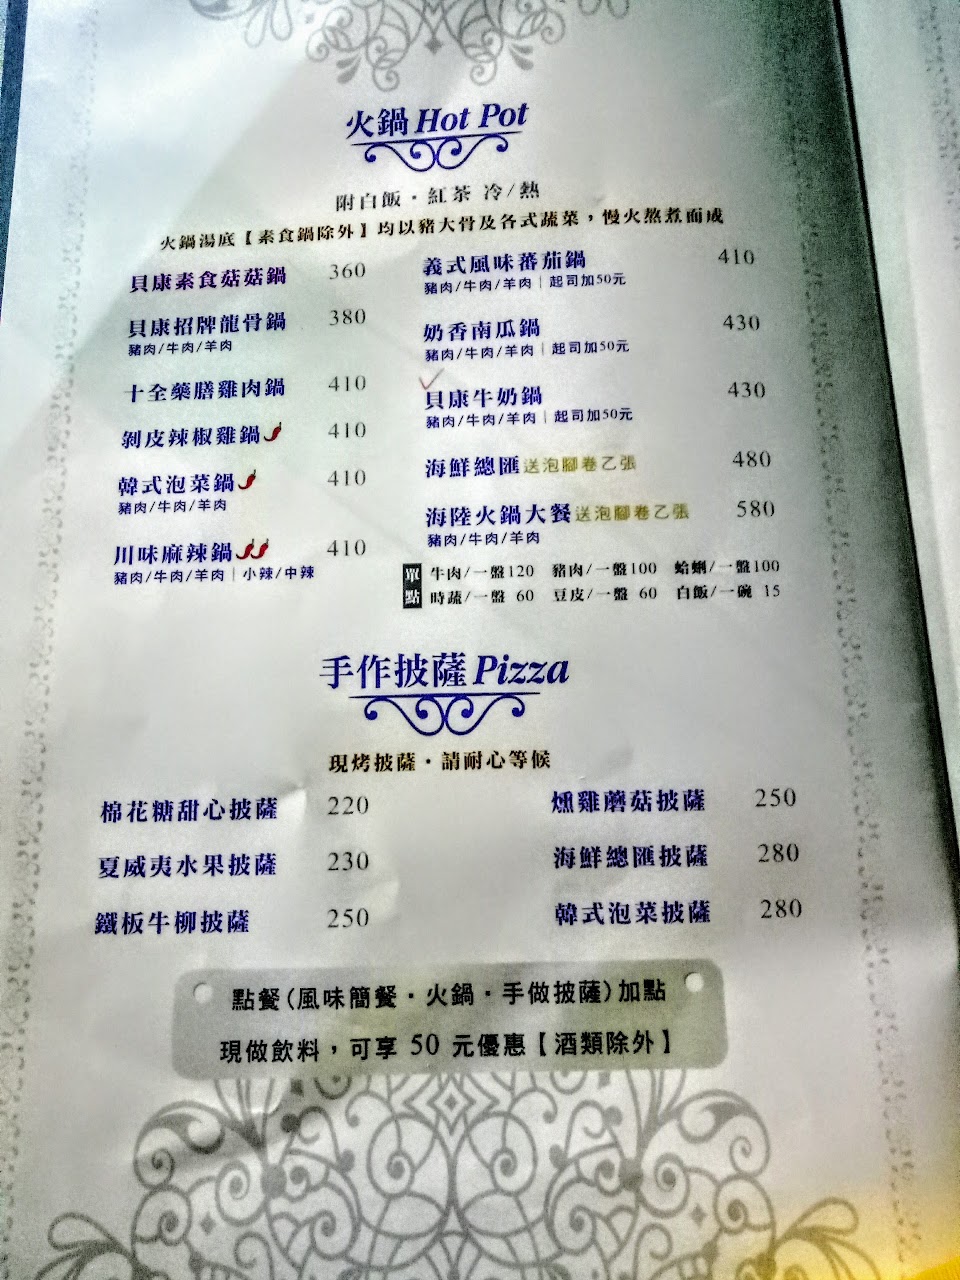 火鍋 Hot Pot
附白飯·紅茶 冷/熱
火鍋湯底【素食鍋除外】均以豬大骨及各式蔬菜，慢火熬煮而成
貝康素食菇菇鍋 360
貝康招牌龍骨鍋 380
豬肉/牛肉/羊肉
十全藥膳雞肉鍋 410
剝皮辣椒雞鍋 410
韓式泡菜鍋 410
豬肉/牛肉/羊肉
川味麻辣鍋 410
豬肉/牛肉/羊肉|小辣/中辣
義式風味蕃茄鍋 410
豬肉/牛肉/羊肉|起司加50元
奶香南瓜鍋 430
豬肉/牛肉/羊肉|起司加50元
貝康牛奶鍋 430
豬肉/牛肉/羊肉|起司加50元
海鮮總匯 送泡腳卷乙張 480
海陸火鍋大餐 送泡腳卷乙張 580
豬肉/牛肉/羊肉
單點
牛肉/一盤120 豬肉/一盤100 蛤蜊/一盤100
時蔬/一盤 60 豆皮/一盤 60 白飯/一碗 15
手作披薩 Pizza
現烤披薩·請耐心等候
棉花糖甜心披薩 220
夏威夷水果披薩 230
鐵板牛柳披薩 250
燻雞蘑菇披薩 250
海鮮總匯披薩 280
韓式泡菜披薩 280
點餐(風味簡餐·火鍋·手做披薩)加點
現做飲料，可享 50 元優惠【酒類除外】